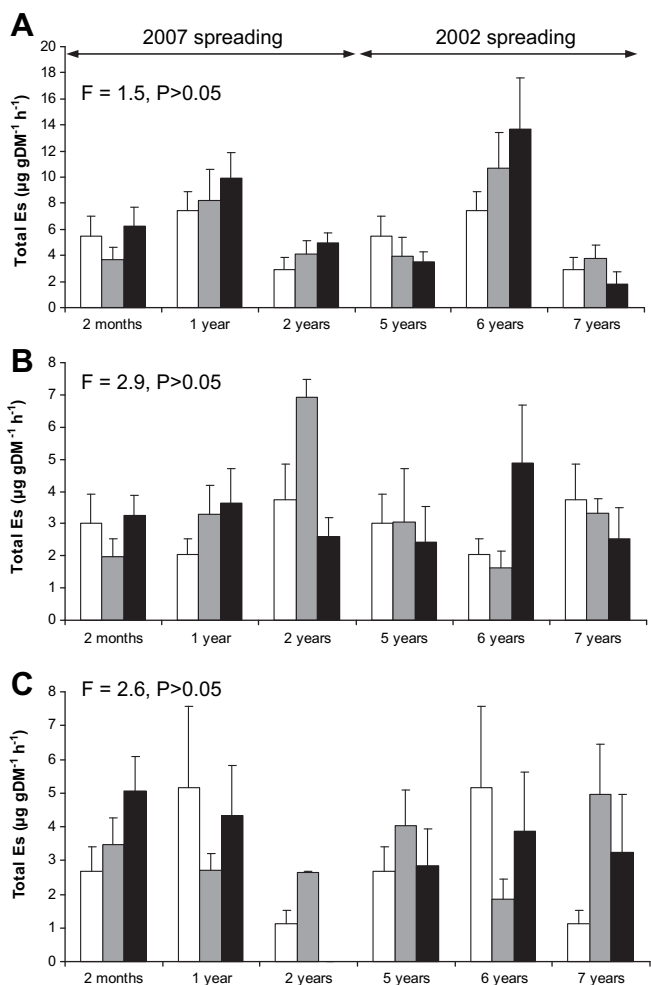 A
2007 spreading 2002 spreading
F = 1.5, P>0.05
Total Es (µg gDM⁻¹ h⁻¹)
20
18
16
14
12
10
8
6
4
2
0
2 months 1 year 2 years 5 years 6 years 7 years
B
F = 2.9, P>0.05
Total Es (µg gDM⁻¹ h⁻¹)
8
7
6
5
4
3
2
1
0
2 months 1 year 2 years 5 years 6 years 7 years
C
F = 2.6, P>0.05
Total Es (µg gDM⁻¹ h⁻¹)
8
7
6
5
4
3
2
1
0
2 months 1 year 2 years 5 years 6 years 7 years